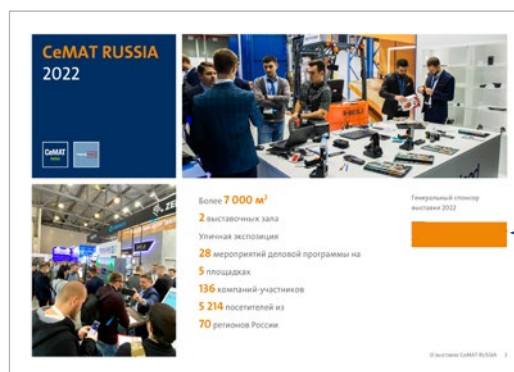 CeMAT RUSSIA
2022
CeMAT
Более 7 000 м²
2 выставочных зала
Уличная экспозиция
28 мероприятий деловой программы на
5 площадках
136 компаний-участников
5 214 посетителей из
70 регионов России
Генеральный спонсор
выставки 2022
О выставке CeMAT RUSSIA 3